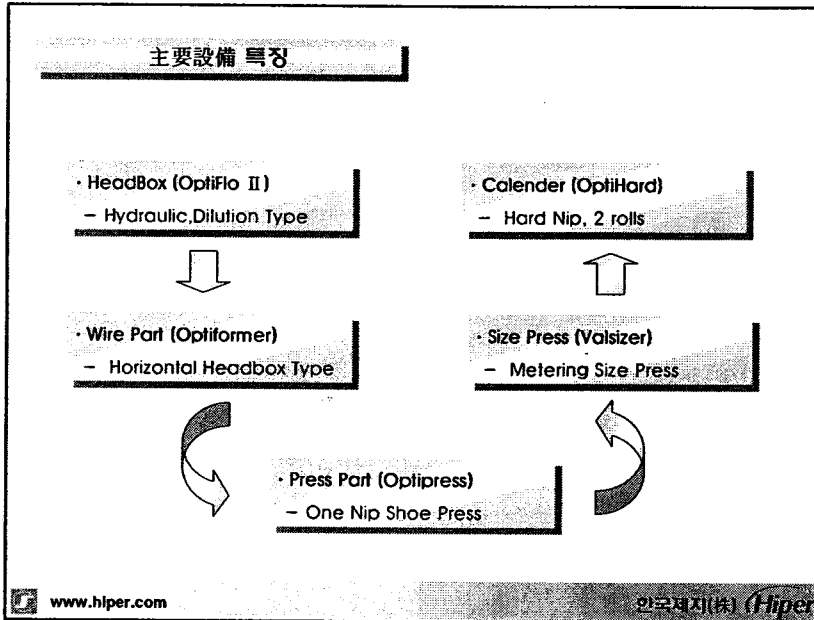 主要設備 특징
· HeadBox (OptiFlo Ⅱ)
- Hydraulic,Dilution Type
· Wire Part (Optiformer)
- Horizontal Headbox Type
· Press Part (Optipress)
- One Nip Shoe Press
· Size Press (Valsizer)
- Metering Size Press
· Calender (OptiHard)
- Hard Nip, 2 rolls
www.hiper.com
한국제지(株) Hiper